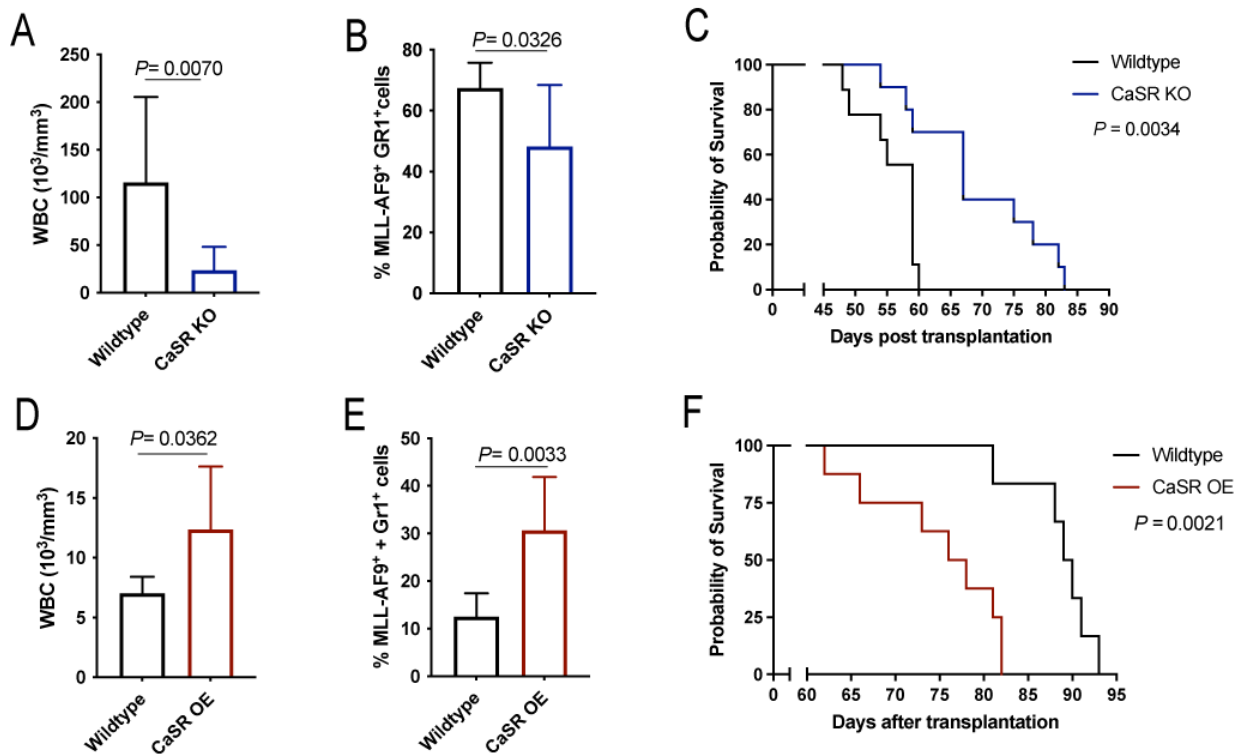 A
P= 0.0070
WBC (10³/mm³)
250
200
150
100
50
0
Wildtype
CaSR KO
B
P= 0.0326
% MLL-AF9⁺ GR1⁺cells
80
60
40
20
0
Wildtype
CaSR KO
C
Wildtype
CaSR KO
P = 0.0034
Probability of Survival
100
80
60
40
20
0
0 45 49 55 60 65 70 75 80 85 90
Days post transplantation
D
P= 0.0362
WBC (10³/mm³)
20
15
10
5
0
Wildtype
CaSR OE
E
P= 0.0033
% MLL-AF9⁺ + Gr1⁺ cells
50
40
30
20
10
0
Wildtype
CaSR OE
F
Wildtype
CaSR OE
P = 0.0021
Probability of Survival
100
75
50
25
0
0 60 65 70 75 80 85 90 95
Days after transplantation